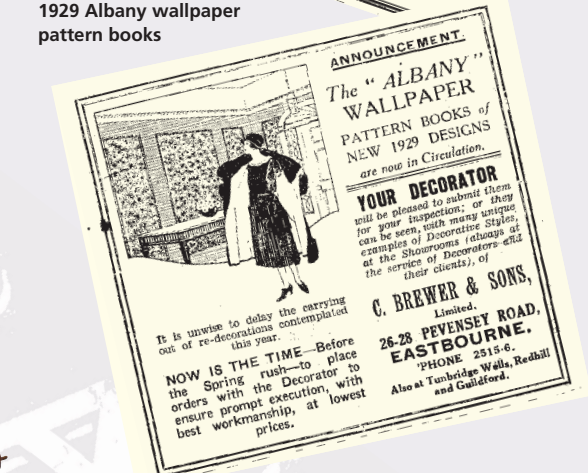 1929 Albany wallpaper
pattern books
ANNOUNCEMENT.
The "ALBANY"
WALLPAPER
PATTERN BOOKS of
NEW 1929 DESIGNS
are now in Circulation.
YOUR DECORATOR
will be pleased to submit them
for your inspection; or they
can be seen, with many unique
examples of Decorative Styles,
at the Showrooms (always at
the service of Decorators and
their clients), of
C. BREWER & SONS,
Limited.
26-28 PEVENSEY ROAD,
EASTBOURNE.
'PHONE 2515-6.
Also at Tunbridge Wells, Redhill
and Guildford.
It is unwise to delay the carrying
out of re-decorations contemplated
this year.
NOW IS THE TIME—Before
the Spring rush—to place
orders with the Decorator to
ensure prompt execution, with
best workmanship, at lowest
prices.